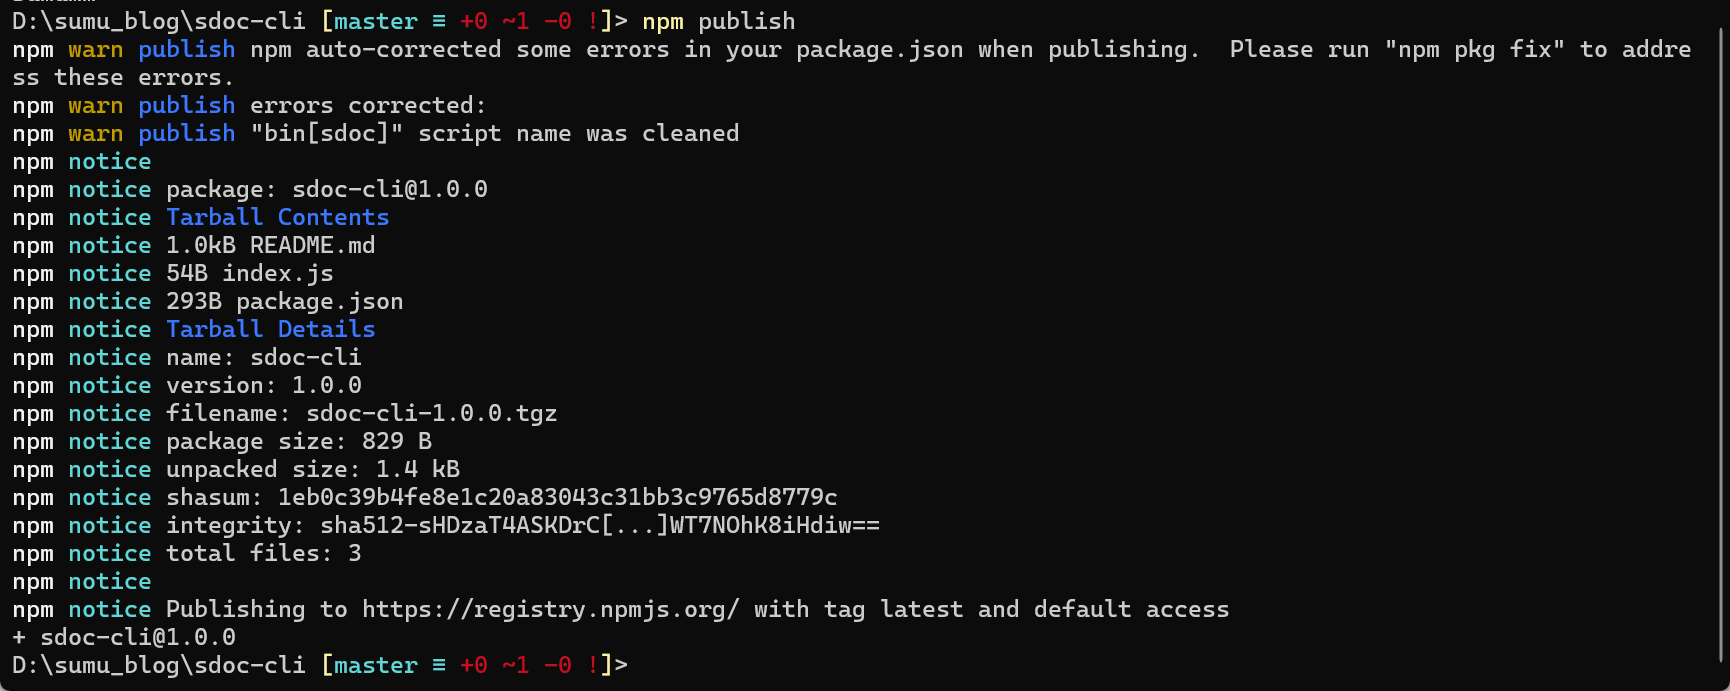 D:\sumu_blog\sdoc-cli [master ≡ +0 ~1 -0 !]> npm publish
npm warn publish npm auto-corrected some errors in your package.json when publishing.  Please run "npm pkg fix" to addre
ss these errors.
npm warn publish errors corrected:
npm warn publish "bin[sdoc]" script name was cleaned
npm notice
npm notice package: sdoc-cli@1.0.0
npm notice Tarball Contents
npm notice 1.0kB README.md
npm notice 54B index.js
npm notice 293B package.json
npm notice Tarball Details
npm notice name: sdoc-cli
npm notice version: 1.0.0
npm notice filename: sdoc-cli-1.0.0.tgz
npm notice package size: 829 B
npm notice unpacked size: 1.4 kB
npm notice shasum: 1eb0c39b4fe8e1c20a83043c31bb3c9765d8779c
npm notice integrity: sha512-sHDzaT4ASKDrC[...]WT7NOhK8iHdiw==
npm notice total files: 3
npm notice
npm notice Publishing to https://registry.npmjs.org/ with tag latest and default access
+ sdoc-cli@1.0.0
D:\sumu_blog\sdoc-cli [master ≡ +0 ~1 -0 !]>